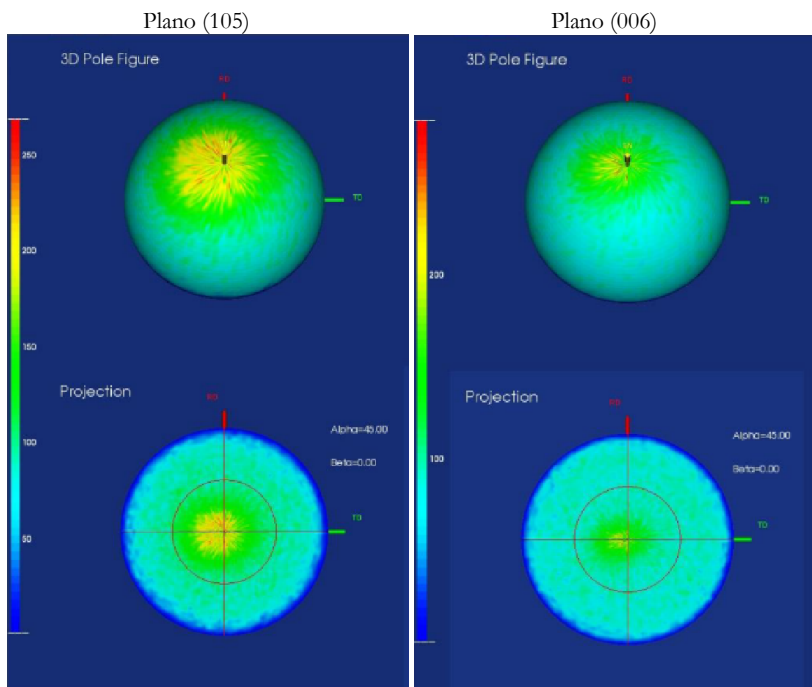 Plano (105)
3D Pole Figure
RD
250
200
TD
150
Projection
100
RD
Alpha=45.00
Beta=0.00
50
TD
Plano (006)
3D Pole Figure
RD
TD
200
Projection
RD
Alpha=45.00
100
Beta=0.00
TD